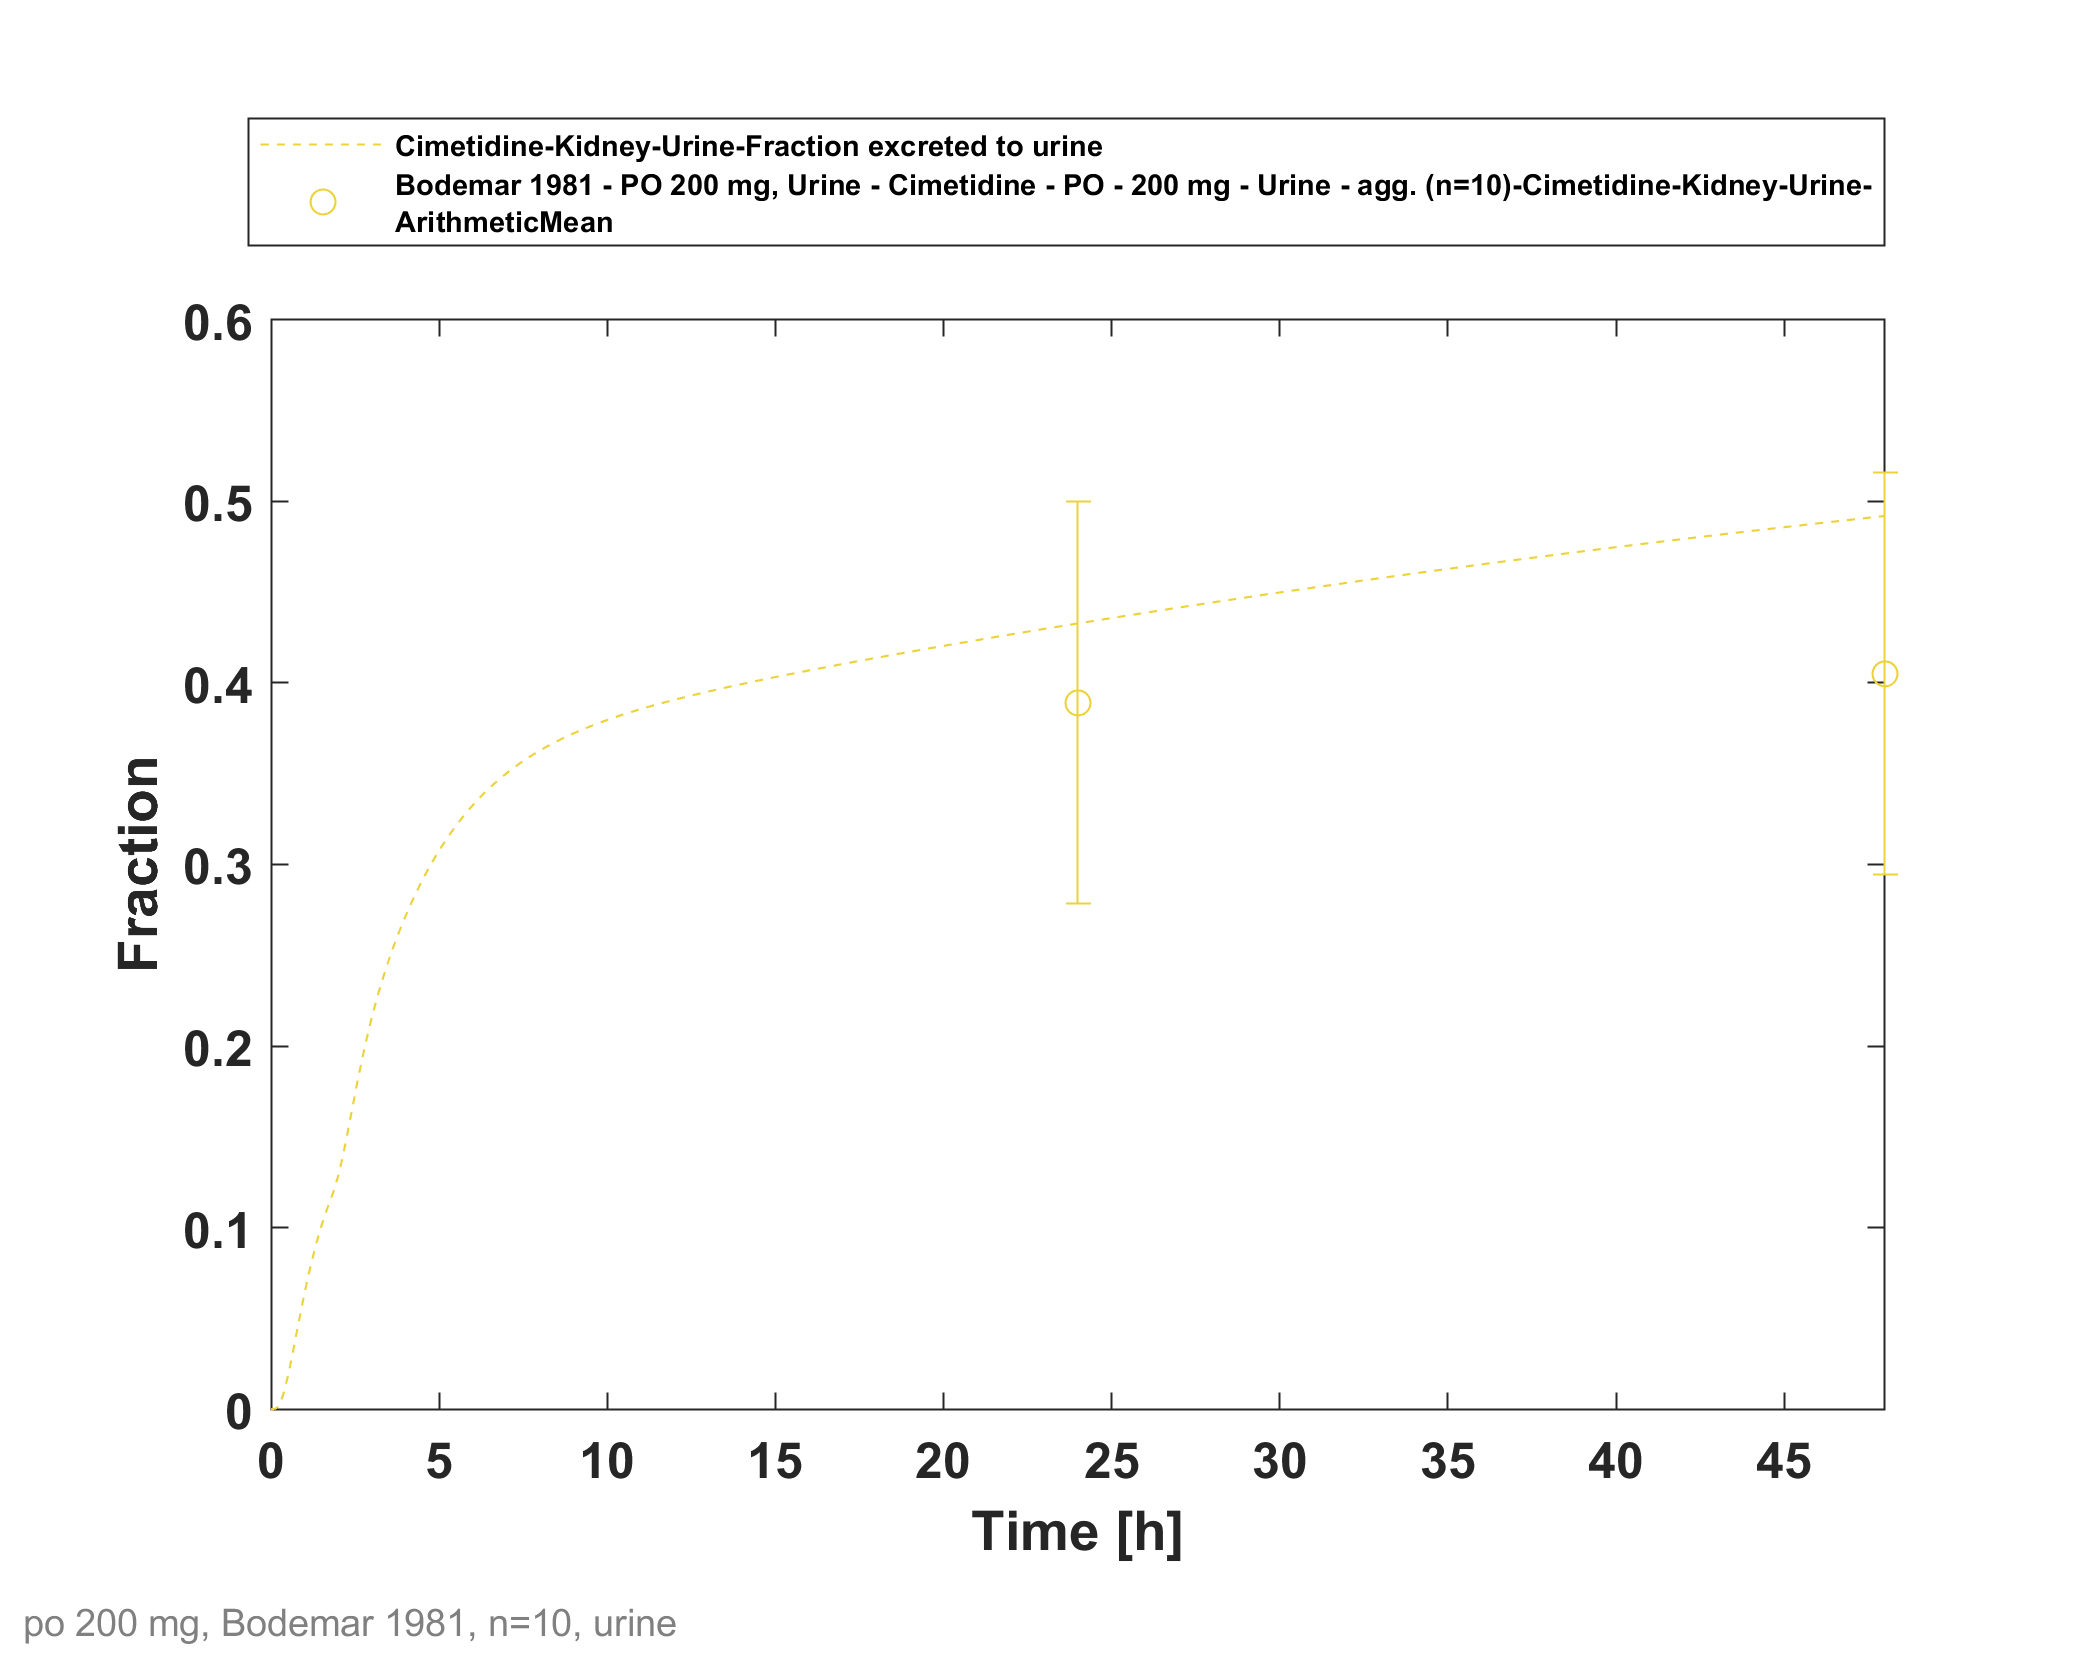 Cimetidine-Kidney-Urine-Fraction excreted to urine
Bodemar 1981 - PO 200 mg, Urine - Cimetidine - PO - 200 mg - Urine - agg. (n=10)-Cimetidine-Kidney-Urine-
ArithmeticMean
0.6
0.5
0.4
0.3
0.2
0.1
0
Fraction
0 5 10 15 20 25 30 35 40 45
Time [h]
po 200 mg, Bodemar 1981, n=10, urine